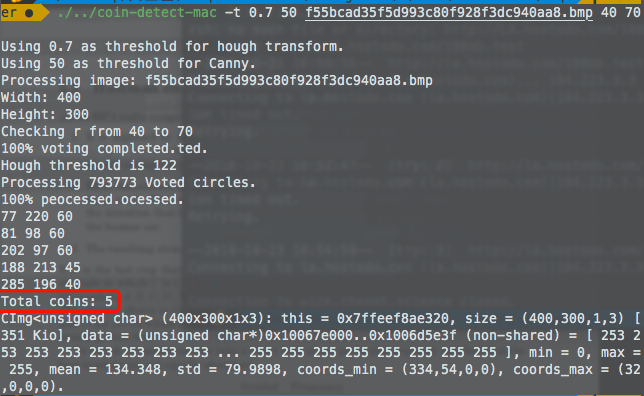 er ● ./../coin-detect-mac -t 0.7 50 f55bcad35f5d993c80f928f3dc940aa8.bmp 40 70
Using 0.7 as threshold for hough transform.
Using 50 as threshold for Canny.
Processing image: f55bcad35f5d993c80f928f3dc940aa8.bmp
Width: 400
Height: 300
Checking r from 40 to 70
100% voting completed.ted.
Hough threshold is 122
Processing 793773 Voted circles.
100% peocessed.ocessed.
77 220 60
81 98 60
202 97 60
188 213 45
285 196 40
Total coins: 5
CImg<unsigned char> (400x300x1x3): this = 0x7ffeef8ae320, size = (400,300,1,3) [
351 Kio], data = (unsigned char*)0x10067e000..0x1006d5e3f (non-shared) = [ 253 2
53 253 253 253 253 253 253 ... 255 255 255 255 255 255 255 255 ], min = 0, max =
 255, mean = 134.348, std = 79.9898, coords_min = (334,54,0,0), coords_max = (32
,0,0,0).